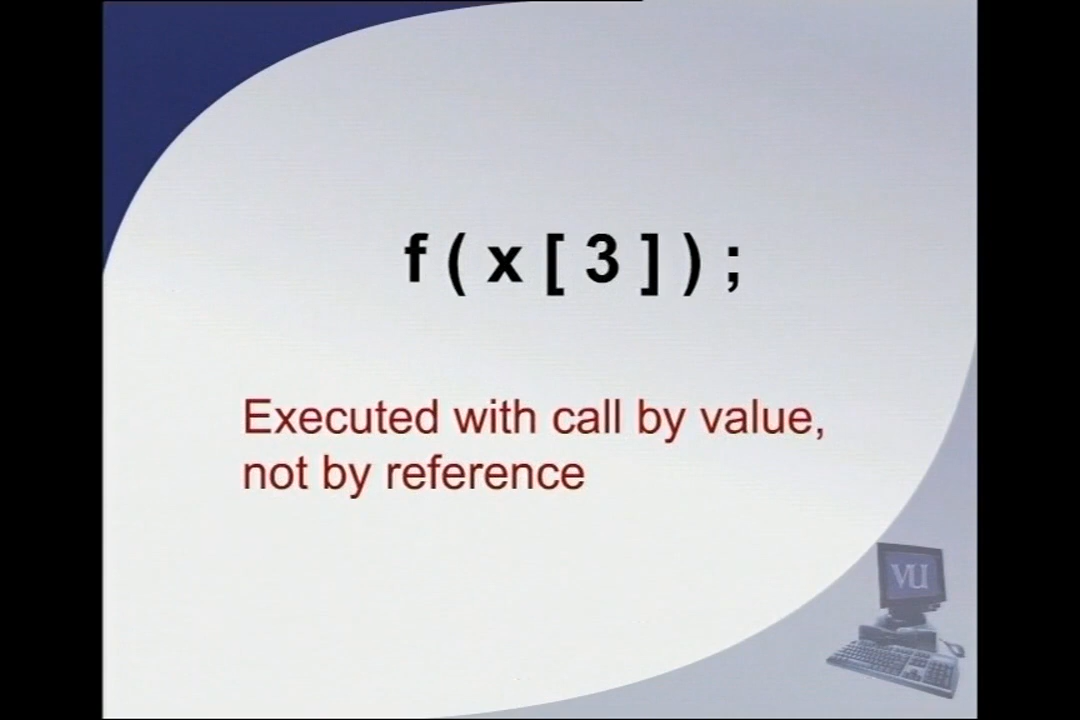 f ( x [ 3 ] ) ;
Executed with call by value,
not by reference
VU